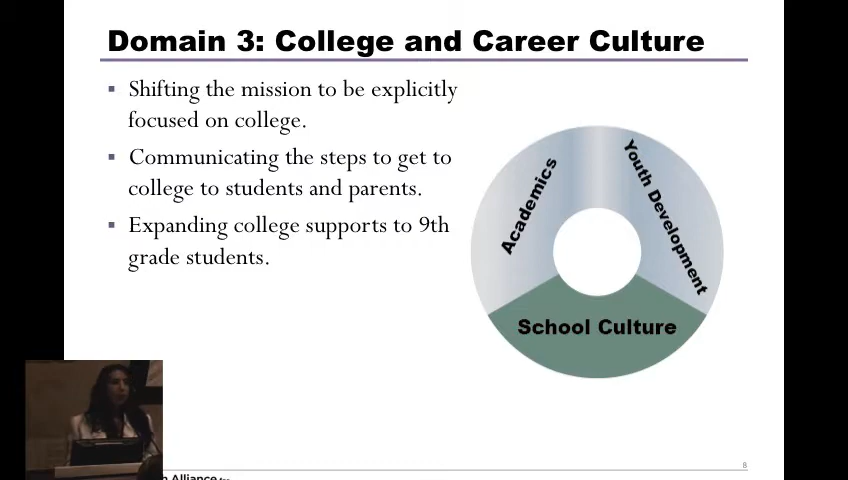 Domain 3: College and Career Culture
▪ Shifting the mission to be explicitly
focused on college.
▪ Communicating the steps to get to
college to students and parents.
▪ Expanding college supports to 9th
grade students.
Academics
Youth Development
School Culture
8
Alliance for